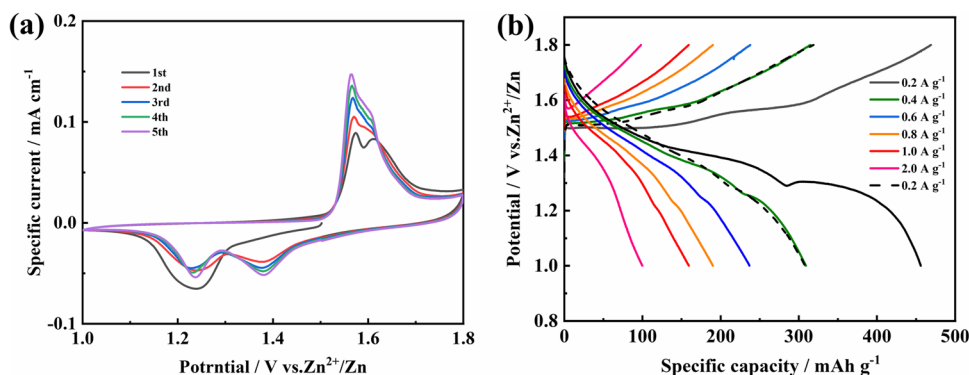 (a)
0.2
0.1
0.0
-0.1
Specific current / mA cm⁻¹
1st
2nd
3rd
4th
5th
1.0
1.2
1.4
1.6
1.8
Potrntial / V vs.Zn²⁺/Zn
(b)
1.8
1.6
1.4
1.2
1.0
0.8
Potential / V vs.Zn²⁺/Zn
0.2 A g⁻¹
0.4 A g⁻¹
0.6 A g⁻¹
0.8 A g⁻¹
1.0 A g⁻¹
2.0 A g⁻¹
0.2 A g⁻¹
0
100
200
300
400
500
Specific capacity / mAh g⁻¹